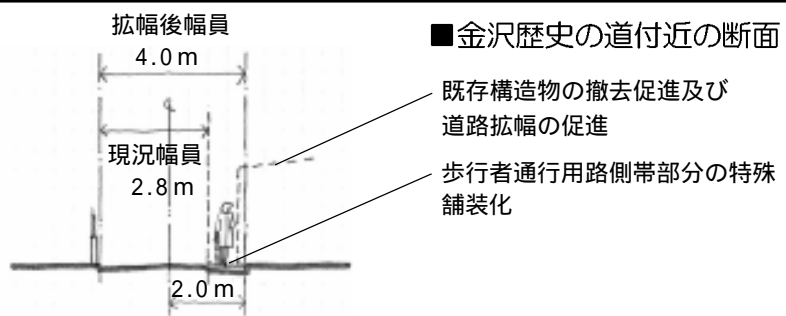 拡幅後幅員
4.0m
■金沢歴史の道付近の断面
既存構造物の撤去促進及び
道路拡幅の促進
現況幅員
2.8m
歩行者通行用路側帯部分の特殊
舗装化
2.0m